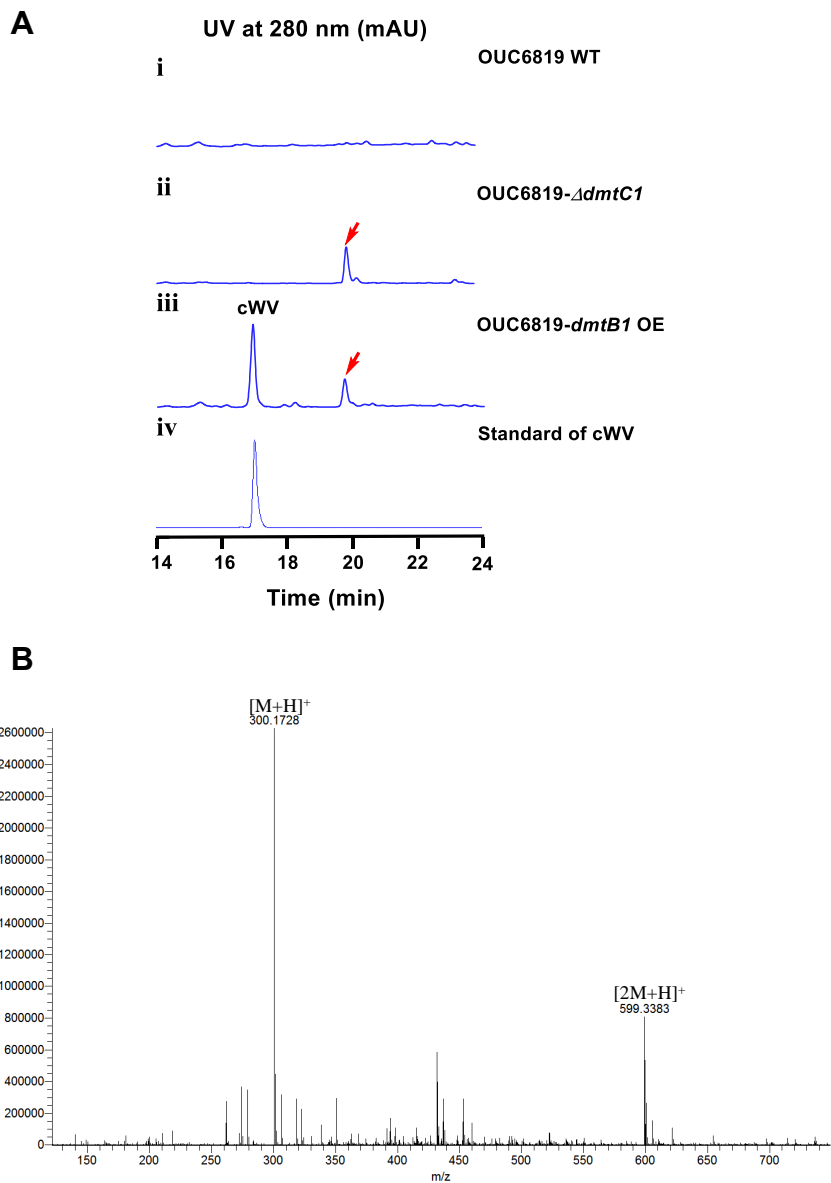 A
UV at 280 nm (mAU)
i
OUC6819 WT
ii
OUC6819-ΔdmtC1
iii
cWV
OUC6819-dmtB1 OE
iv
Standard of cWV
14 16 18 20 22 24
Time (min)
B
[M+H]+
300.1728
2600000
2400000
2200000
2000000
1800000
1600000
1400000
1200000
1000000
[2M+H]+
599.3383
800000
600000
400000
200000
0
150 200 250 300 350 400 450 500 550 600 650 700
m/z